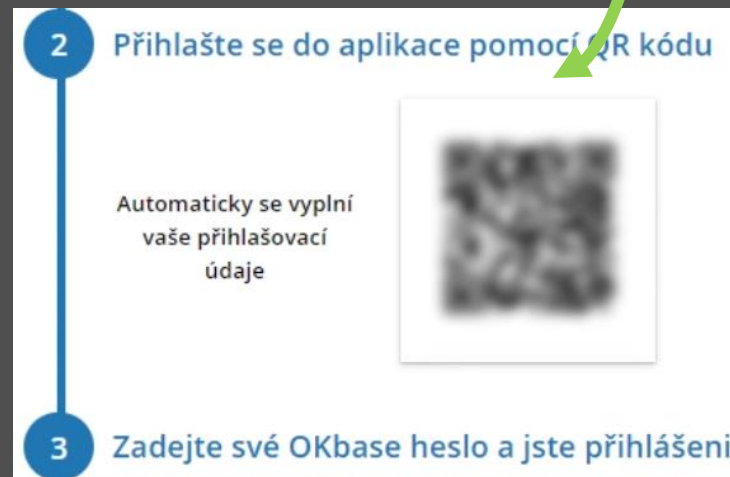 2 Přihlašte se do aplikace pomocí QR kódu
Automaticky se vyplní
vaše přihlašovací
údaje
3 Zadejte své OKbase heslo a jste přihlášeni